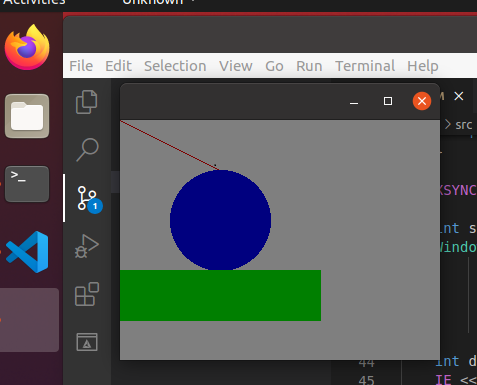 Activities
Unknown
File Edit Selection View Go Run Terminal Help
> src
XSYNC
int s
Windo
44 int d
45 IE <<
1